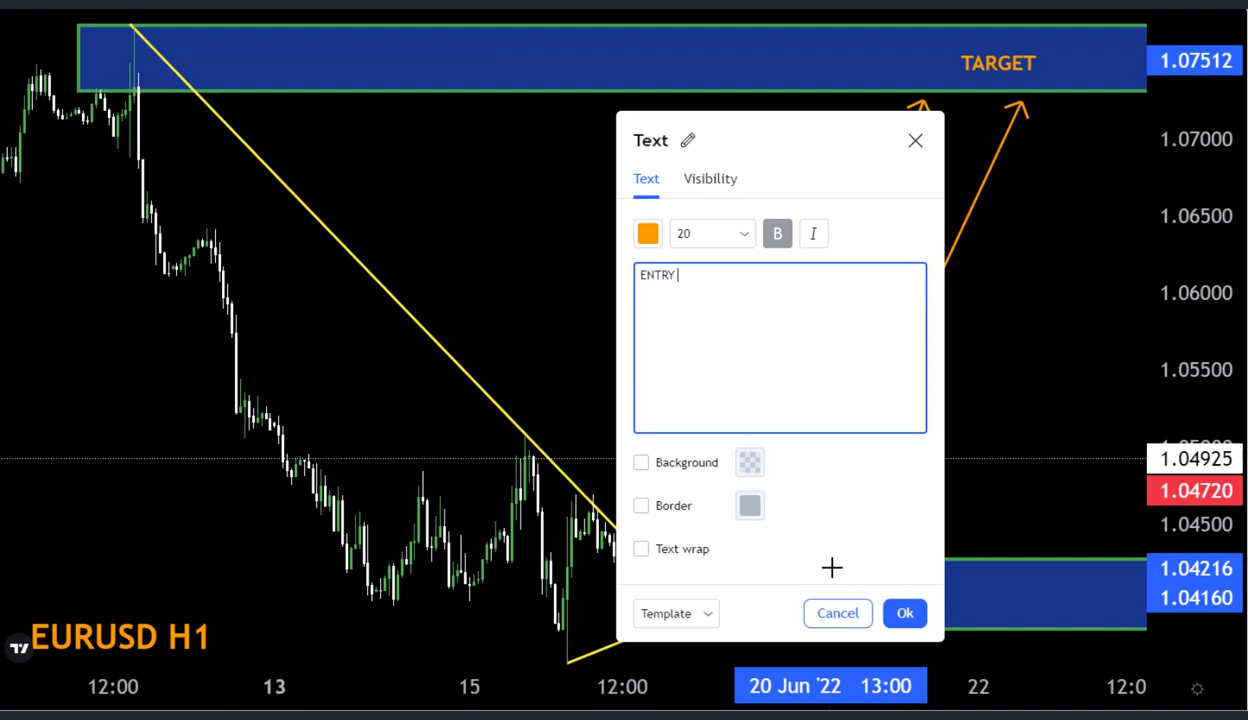 TARGET
1.07512
1.07000
1.06500
1.06000
1.05500
1.04925
1.04720
1.04500
1.04216
1.04160
Text
Text Visibility
20 B I
ENTRY
Background
Border
Text wrap
Template Cancel Ok
EURUSD H1
12:00 13 15 12:00 20 Jun '22 13:00 22 12:0